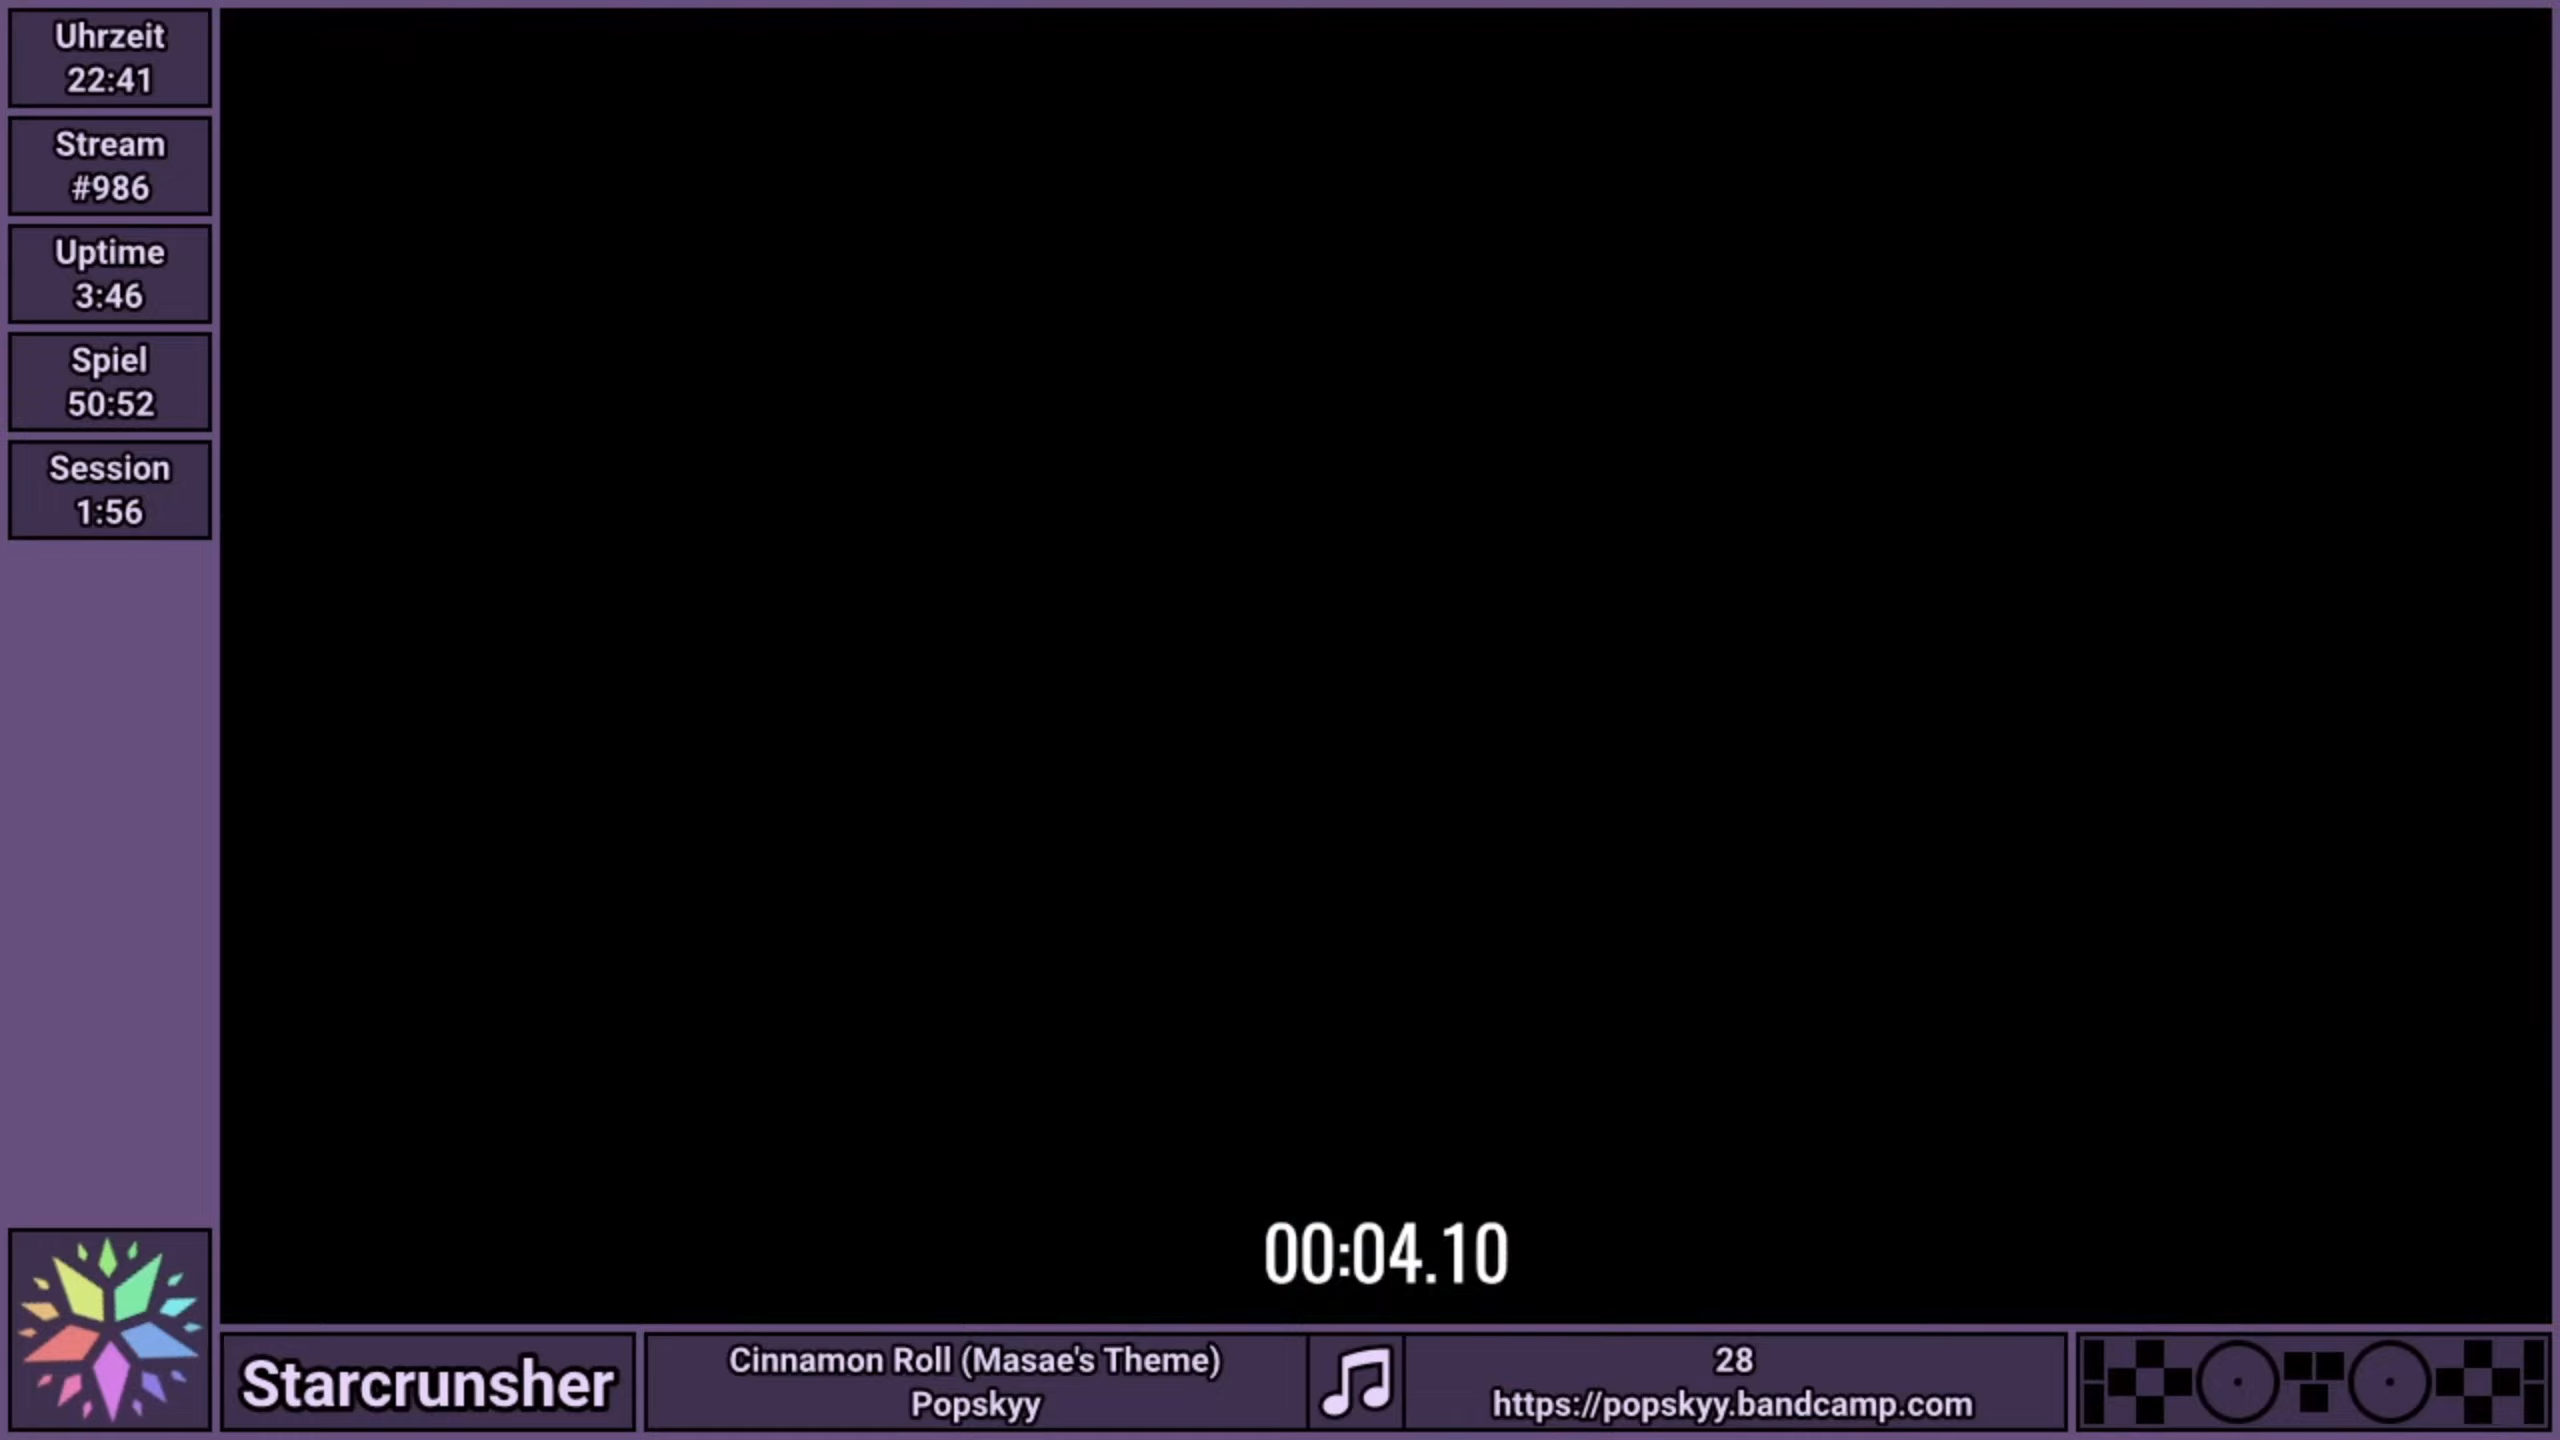 Uhrzeit
22:41
Stream
#986
Uptime
3:46
Spiel
50:52
Session
1:56
00:04.10
Starcrunsher
Cinnamon Roll (Masae's Theme)
Popskyy
28
https://popskyy.bandcamp.com